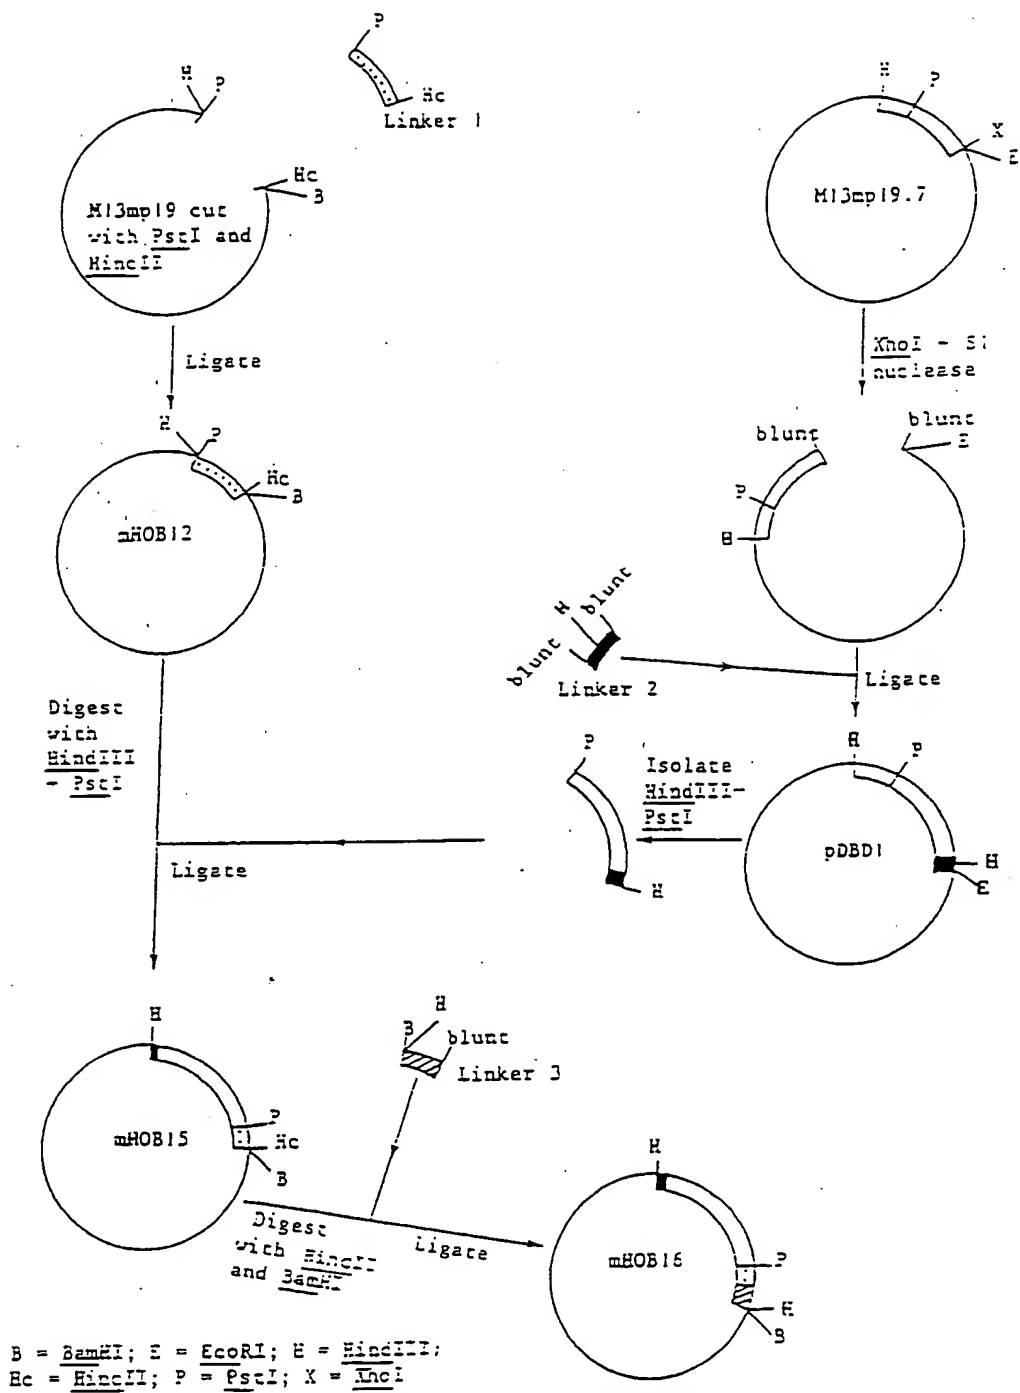 P
H
P
Hc
Linker 1
Hc
B
M13mp19 cut
with PstI and
HincII
H
P
X
E
M13mp19.7
Ligate
XhoI - S1
nuclease
H
P
Hc
B
mHOB12
blunt
blunt
E
P
H
H
blunt
blunt
Linker 2
Ligate
Digest
with
HindIII
- PstI
P
Isolate
HindIII-
PstI
H
P
pDBD1
H
E
H
Ligate
H
B
H
blunt
Linker 3
mHOB15
P
Hc
B
H
Digest
with HincII
and BamHI
Ligate
mHOB16
P
H
B
B = BamHI; E = EcoRI; H = HindIII;
Hc = HincII; P = PstI; X = XhoI